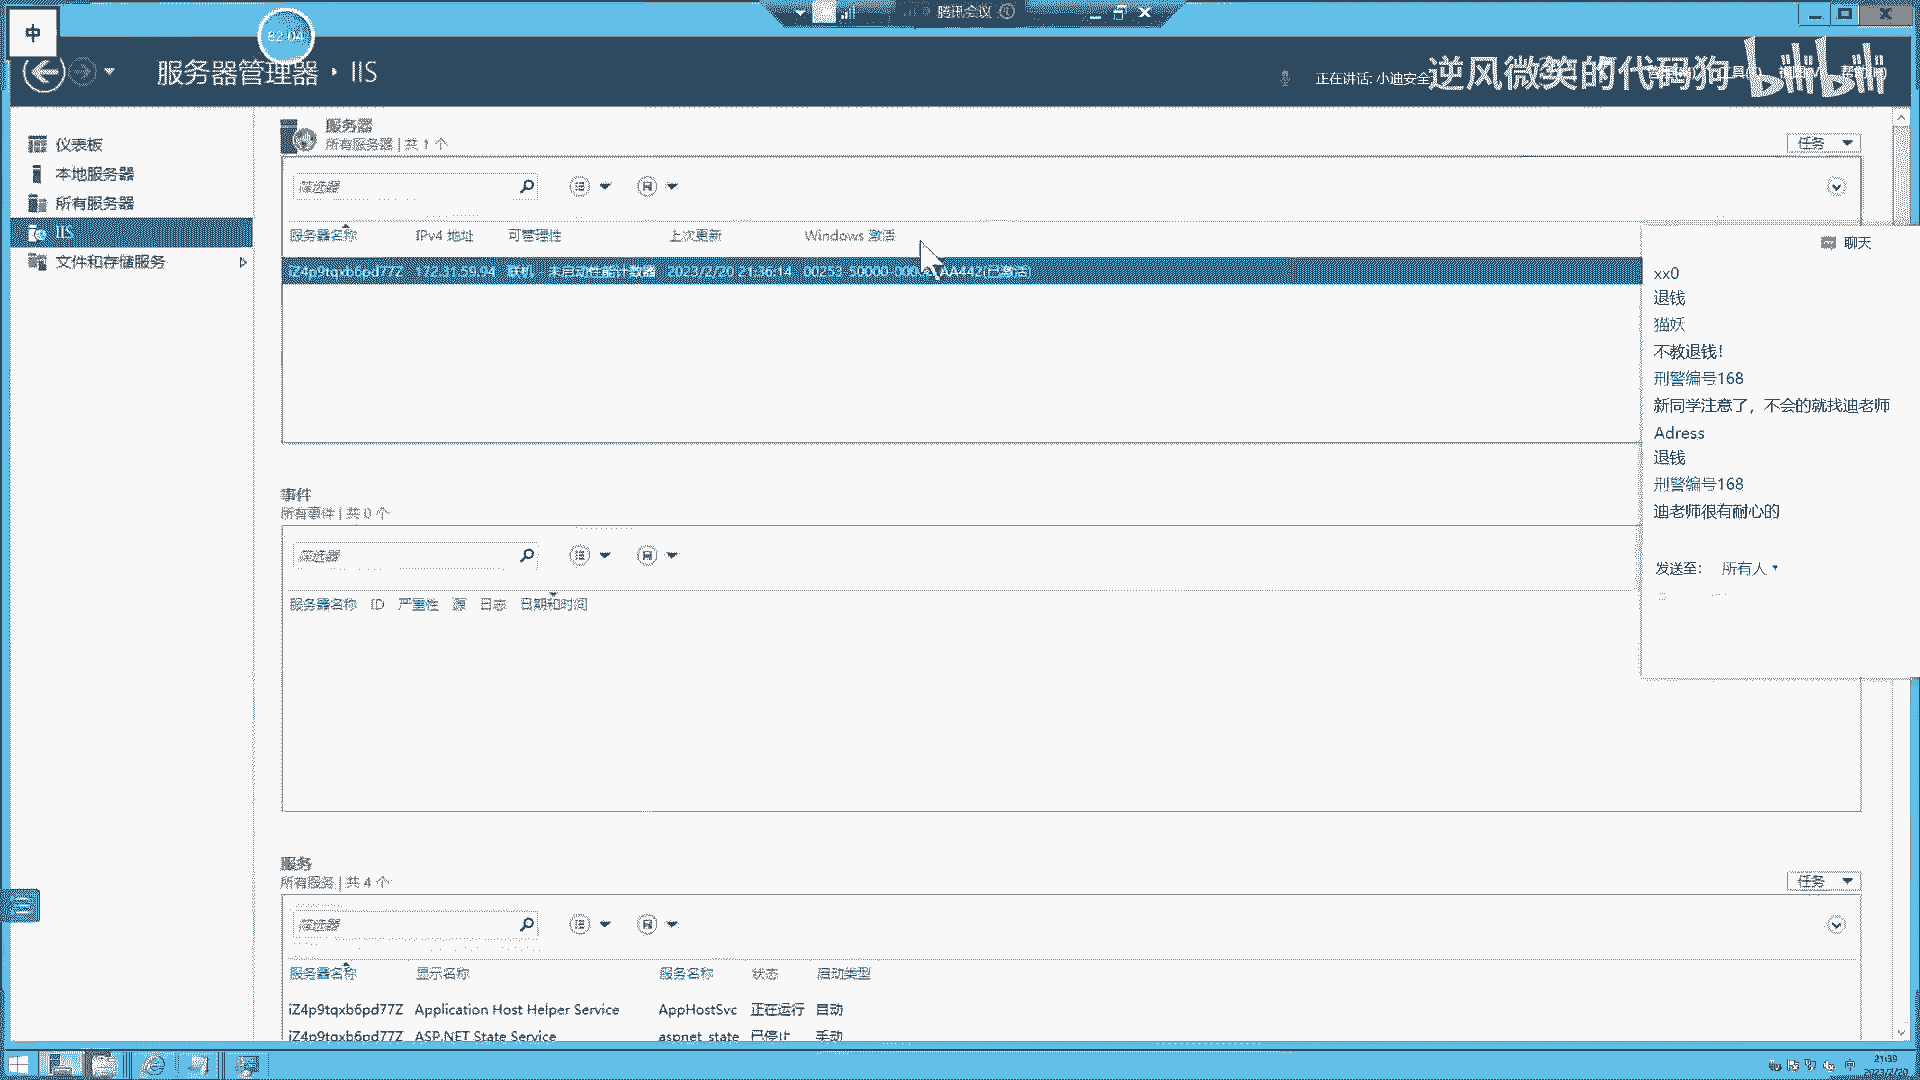 中
82:04
腾讯会议
服务器管理器 · IIS
正在讲话: 小迪安全
逆风微笑的代码狗 bilibili
仪表板
本地服务器
所有服务器
IIS
文件和存储服务
服务器
所有服务器 | 共 1 个
任务
筛选器
服务器名称 IPv4 地址 可管理性 上次更新 Windows 激活
iZ4p9tqxb6pd77Z 172.31.59.94 联机 - 未启动性能计数器 2023/2/20 21:36:14 00253-50000-000 AA442(已激活)
事件
所有事件 | 共 0 个
筛选器
服务器名称 ID 严重性 源 日志 日期和时间
服务
所有服务 | 共 4 个
任务
筛选器
服务器名称 显示名称 服务名称 状态 启动类型
iZ4p9tqxb6pd77Z Application Host Helper Service AppHostSvc 正在运行 自动
iZ4p9tqxb6pd77Z ASP.NET State Service aspnet_state 已停止 手动
聊天
xx0
退钱
猫妖
不教退钱！
刑警编号168
新同学注意了，不会的就找迪老师
Adress
退钱
刑警编号168
迪老师很有耐心的
发送至： 所有人
中
21:39
2023/2/20